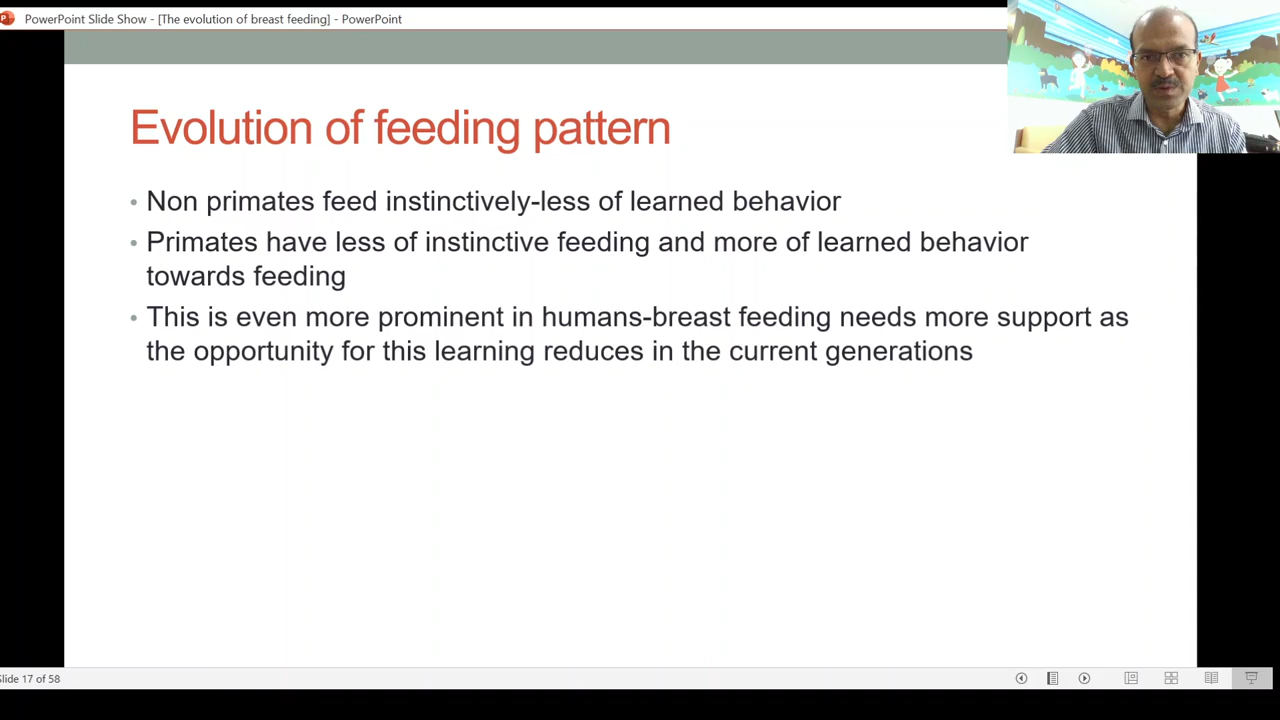 PowerPoint Slide Show - [The evolution of breast feeding] - PowerPoint
Evolution of feeding pattern
• Non primates feed instinctively-less of learned behavior
• Primates have less of instinctive feeding and more of learned behavior
towards feeding
• This is even more prominent in humans-breast feeding needs more support as
the opportunity for this learning reduces in the current generations
Slide 17 of 58